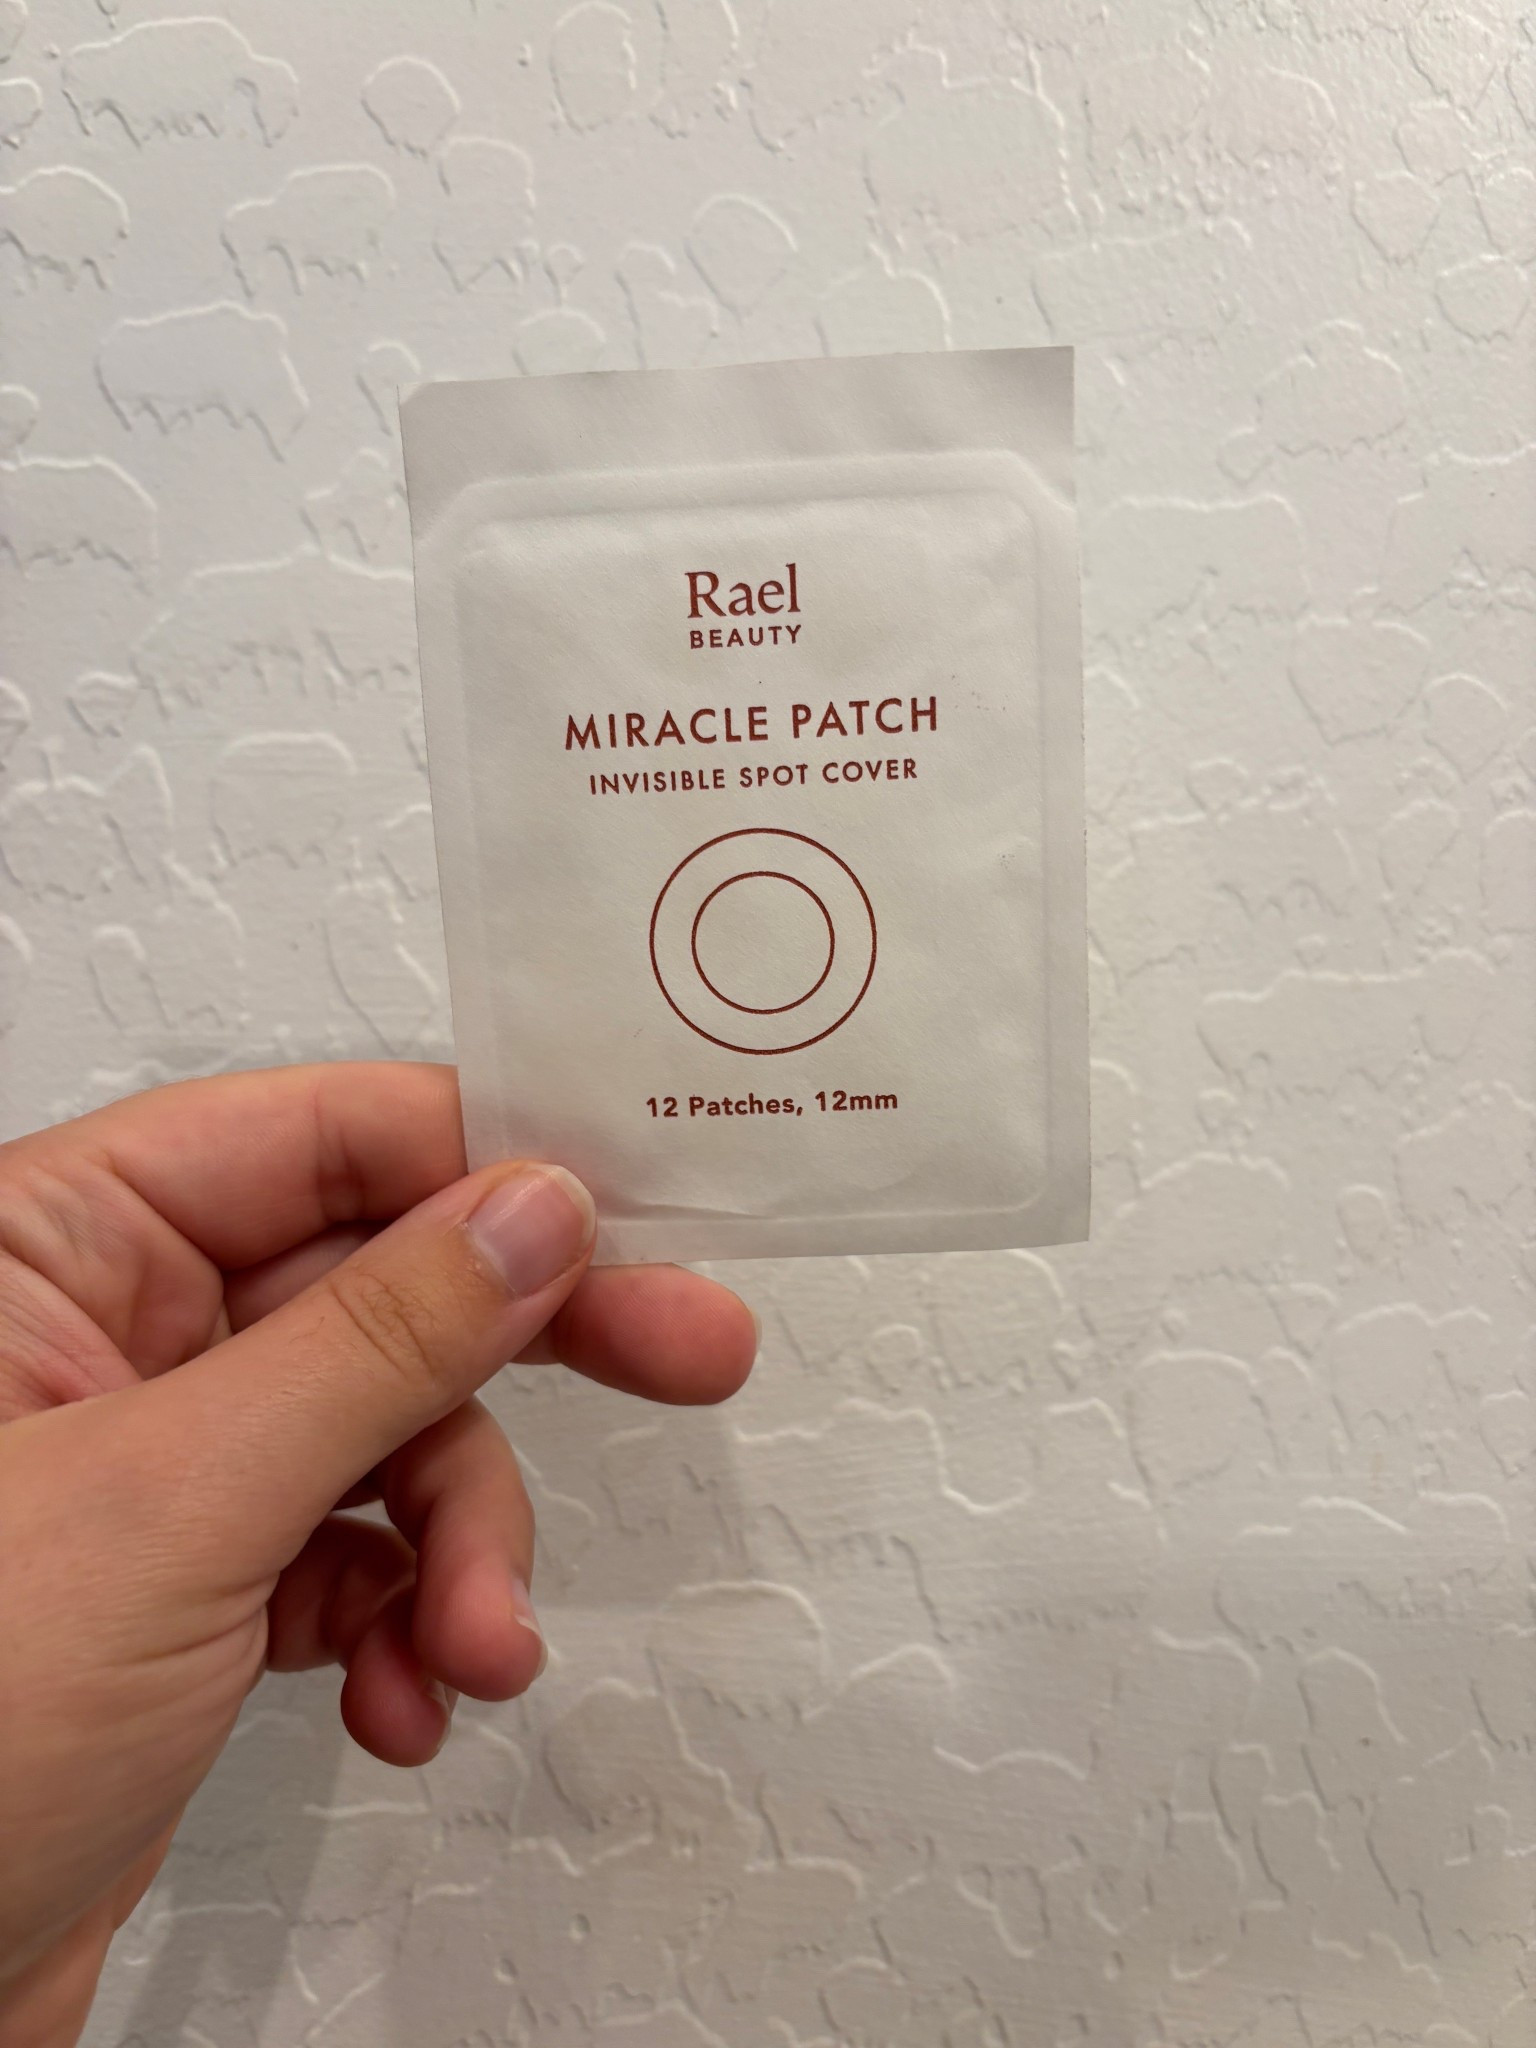 Rael
BEAUTY
MIRACLE PATCH
INVISIBLE SPOT COVER
12 Patches, 12mm